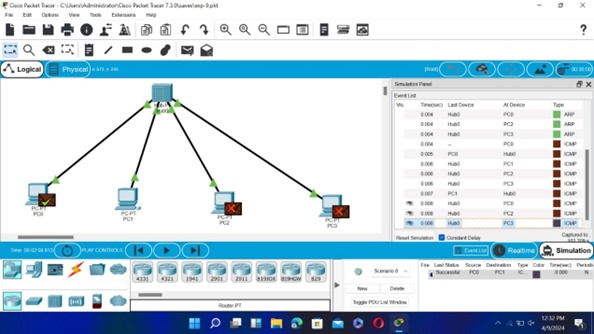 Cisco Packet Tracer - C:\Users\Administrator\Cisco Packet Tracer 7.3.0\saves\exp-9.pkt
File Edit Options View Tools Extensions Help
Logical
Physical
[Root]
00:36:00
PC-PT
PC0
PC-PT
PC1
PC-PT
PC2
PC-PT
PC3
Simulation Panel
Event List
Vis. Time(sec) Last Device At Device Type
0.004 Hub0 PC0 ARP
0.004 Hub0 PC2 ARP
0.004 Hub0 PC3 ARP
0.004 -- PC0 ICMP
0.005 PC0 Hub0 ICMP
0.006 Hub0 PC1 ICMP
0.006 Hub0 PC2 ICMP
0.006 Hub0 PC3 ICMP
0.007 PC1 Hub0 ICMP
0.008 Hub0 PC0 ICMP
0.008 Hub0 PC2 ICMP
0.008 Hub0 PC3 ICMP
Reset Simulation Constant Delay
Captured to:
PLAY CONTROLS
Event List
Realtime
Simulation
4331 4321 1941 2901 2911 819IOX 819HGW 829
Router-PT
Scenario 0
New Delete
Toggle PDU List Window
Fire Last Status Source Destination Type Color Time(sec) Periodic
Successful PC0 PC1 ICMP 0.000 N
12:32 PM
4/9/2024